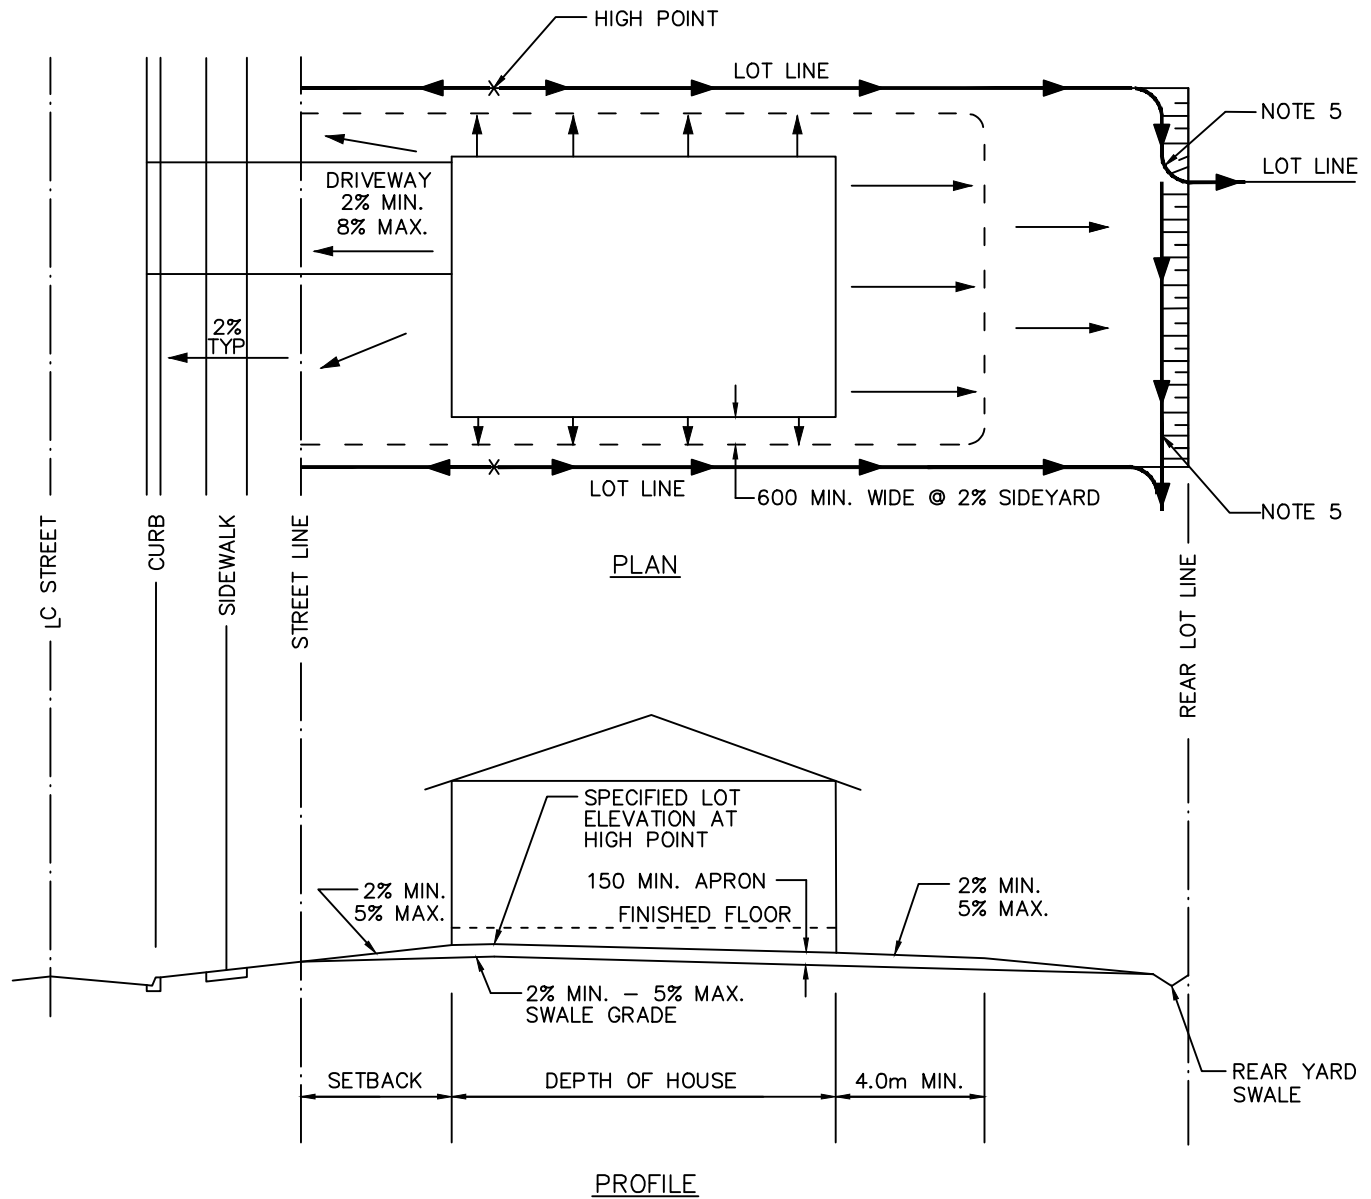 HIGH POINT
LOT LINE
NOTE 5
LOT LINE
DRIVEWAY
2% MIN.
8% MAX.
2%
TYP
LOT LINE
600 MIN. WIDE @ 2% SIDEYARD
NOTE 5
PLAN
LC STREET
CURB
SIDEWALK
STREET LINE
REAR LOT LINE
SPECIFIED LOT
ELEVATION AT
HIGH POINT
150 MIN. APRON
2% MIN.
5% MAX.
2% MIN.
5% MAX.
FINISHED FLOOR
2% MIN. – 5% MAX.
SWALE GRADE
SETBACK
DEPTH OF HOUSE
4.0m MIN.
REAR YARD
SWALE
PROFILE